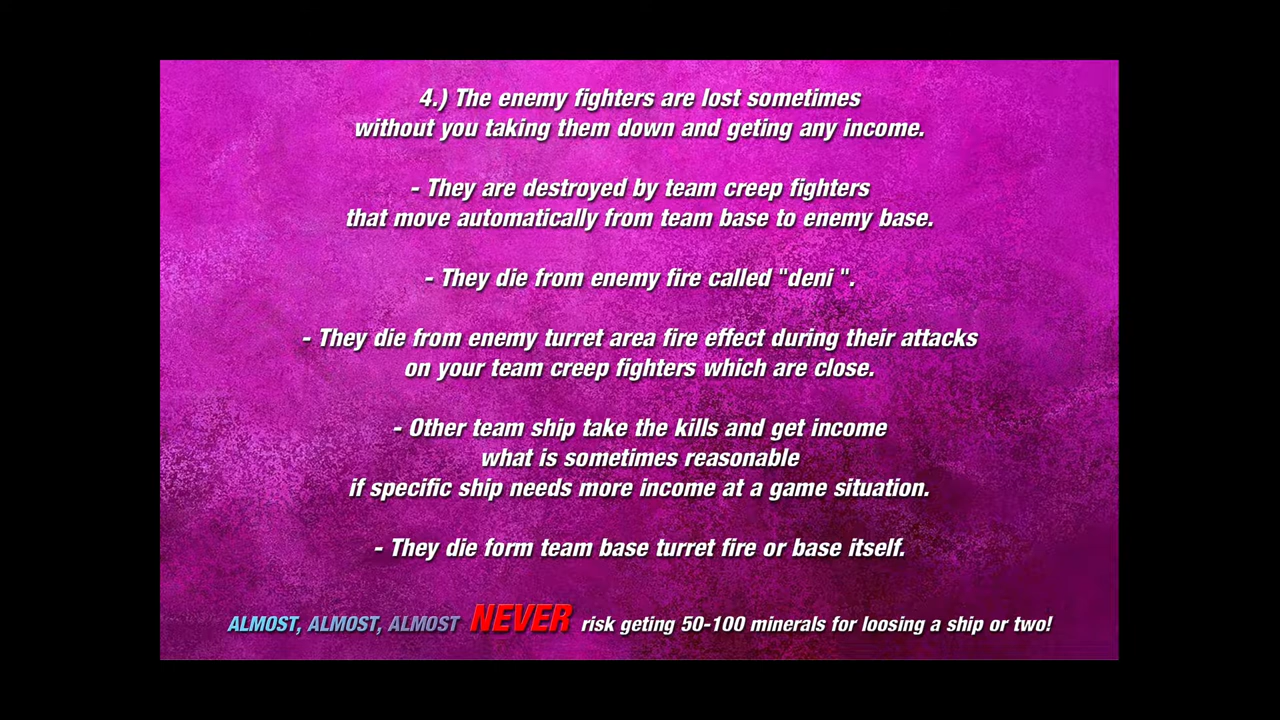 4.) The enemy fighters are lost sometimes
without you taking them down and geting any income.
- They are destroyed by team creep fighters
that move automatically from team base to enemy base.
- They die from enemy fire called "deni ".
- They die from enemy turret area fire effect during their attacks
on your team creep fighters which are close.
- Other team ship take the kills and get income
what is sometimes reasonable
if specific ship needs more income at a game situation.
- They die form team base turret fire or base itself.
ALMOST, ALMOST, ALMOST NEVER risk geting 50-100 minerals for loosing a ship or two!